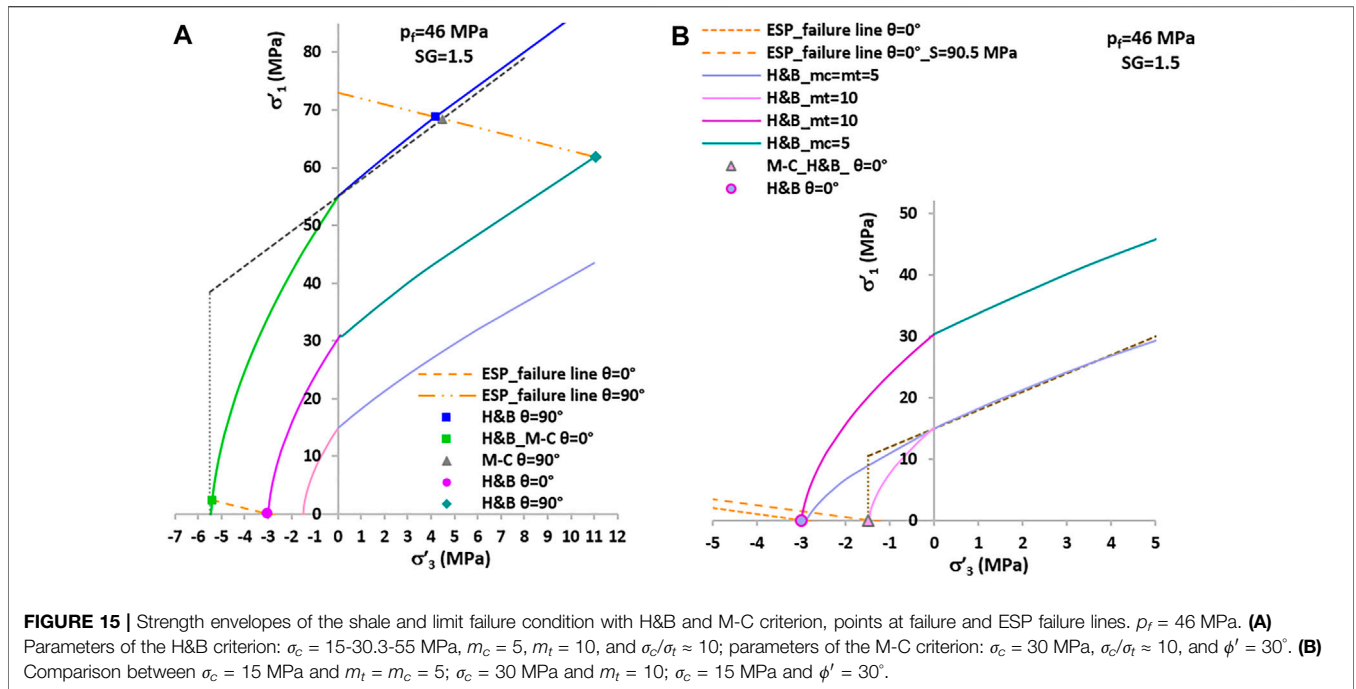 A
p_f=46 MPa
SG=1.5
σ'_1 (MPa)
80
70
60
50
40
30
20
10
0
-7 -6 -5 -4 -3 -2 -1 0 1 2 3 4 5 6 7 8 9 10 11 12
σ'_3 (MPa)
ESP_failure line θ=0°
ESP_failure line θ=90°
H&B θ=90°
H&B_M-C θ=0°
M-C θ=90°
H&B θ=0°
H&B θ=90°
B
ESP_failure line θ=0°
ESP_failure line θ=0°_S=90.5 MPa
H&B_mc=mt=5
H&B_mt=10
H&B_mt=10
H&B_mc=5
M-C_H&B_ θ=0°
H&B θ=0°
p_f=46 MPa
SG=1.5
σ'_1 (MPa)
50
40
30
20
10
0
-5 -4 -3 -2 -1 0 1 2 3 4 5
σ'_3 (MPa)
FIGURE 15 | Strength envelopes of the shale and limit failure condition with H&B and M-C criterion, points at failure and ESP failure lines. p_f = 46 MPa. (A)
Parameters of the H&B criterion: σ_c = 15-30.3-55 MPa, m_c = 5, m_t = 10, and σ_c/σ_t ≈ 10; parameters of the M-C criterion: σ_c = 30 MPa, σ_c/σ_t ≈ 10, and ϕ′ = 30°. (B)
Comparison between σ_c = 15 MPa and m_t = m_c = 5; σ_c = 30 MPa and m_t = 10; σ_c = 15 MPa and ϕ′ = 30°.